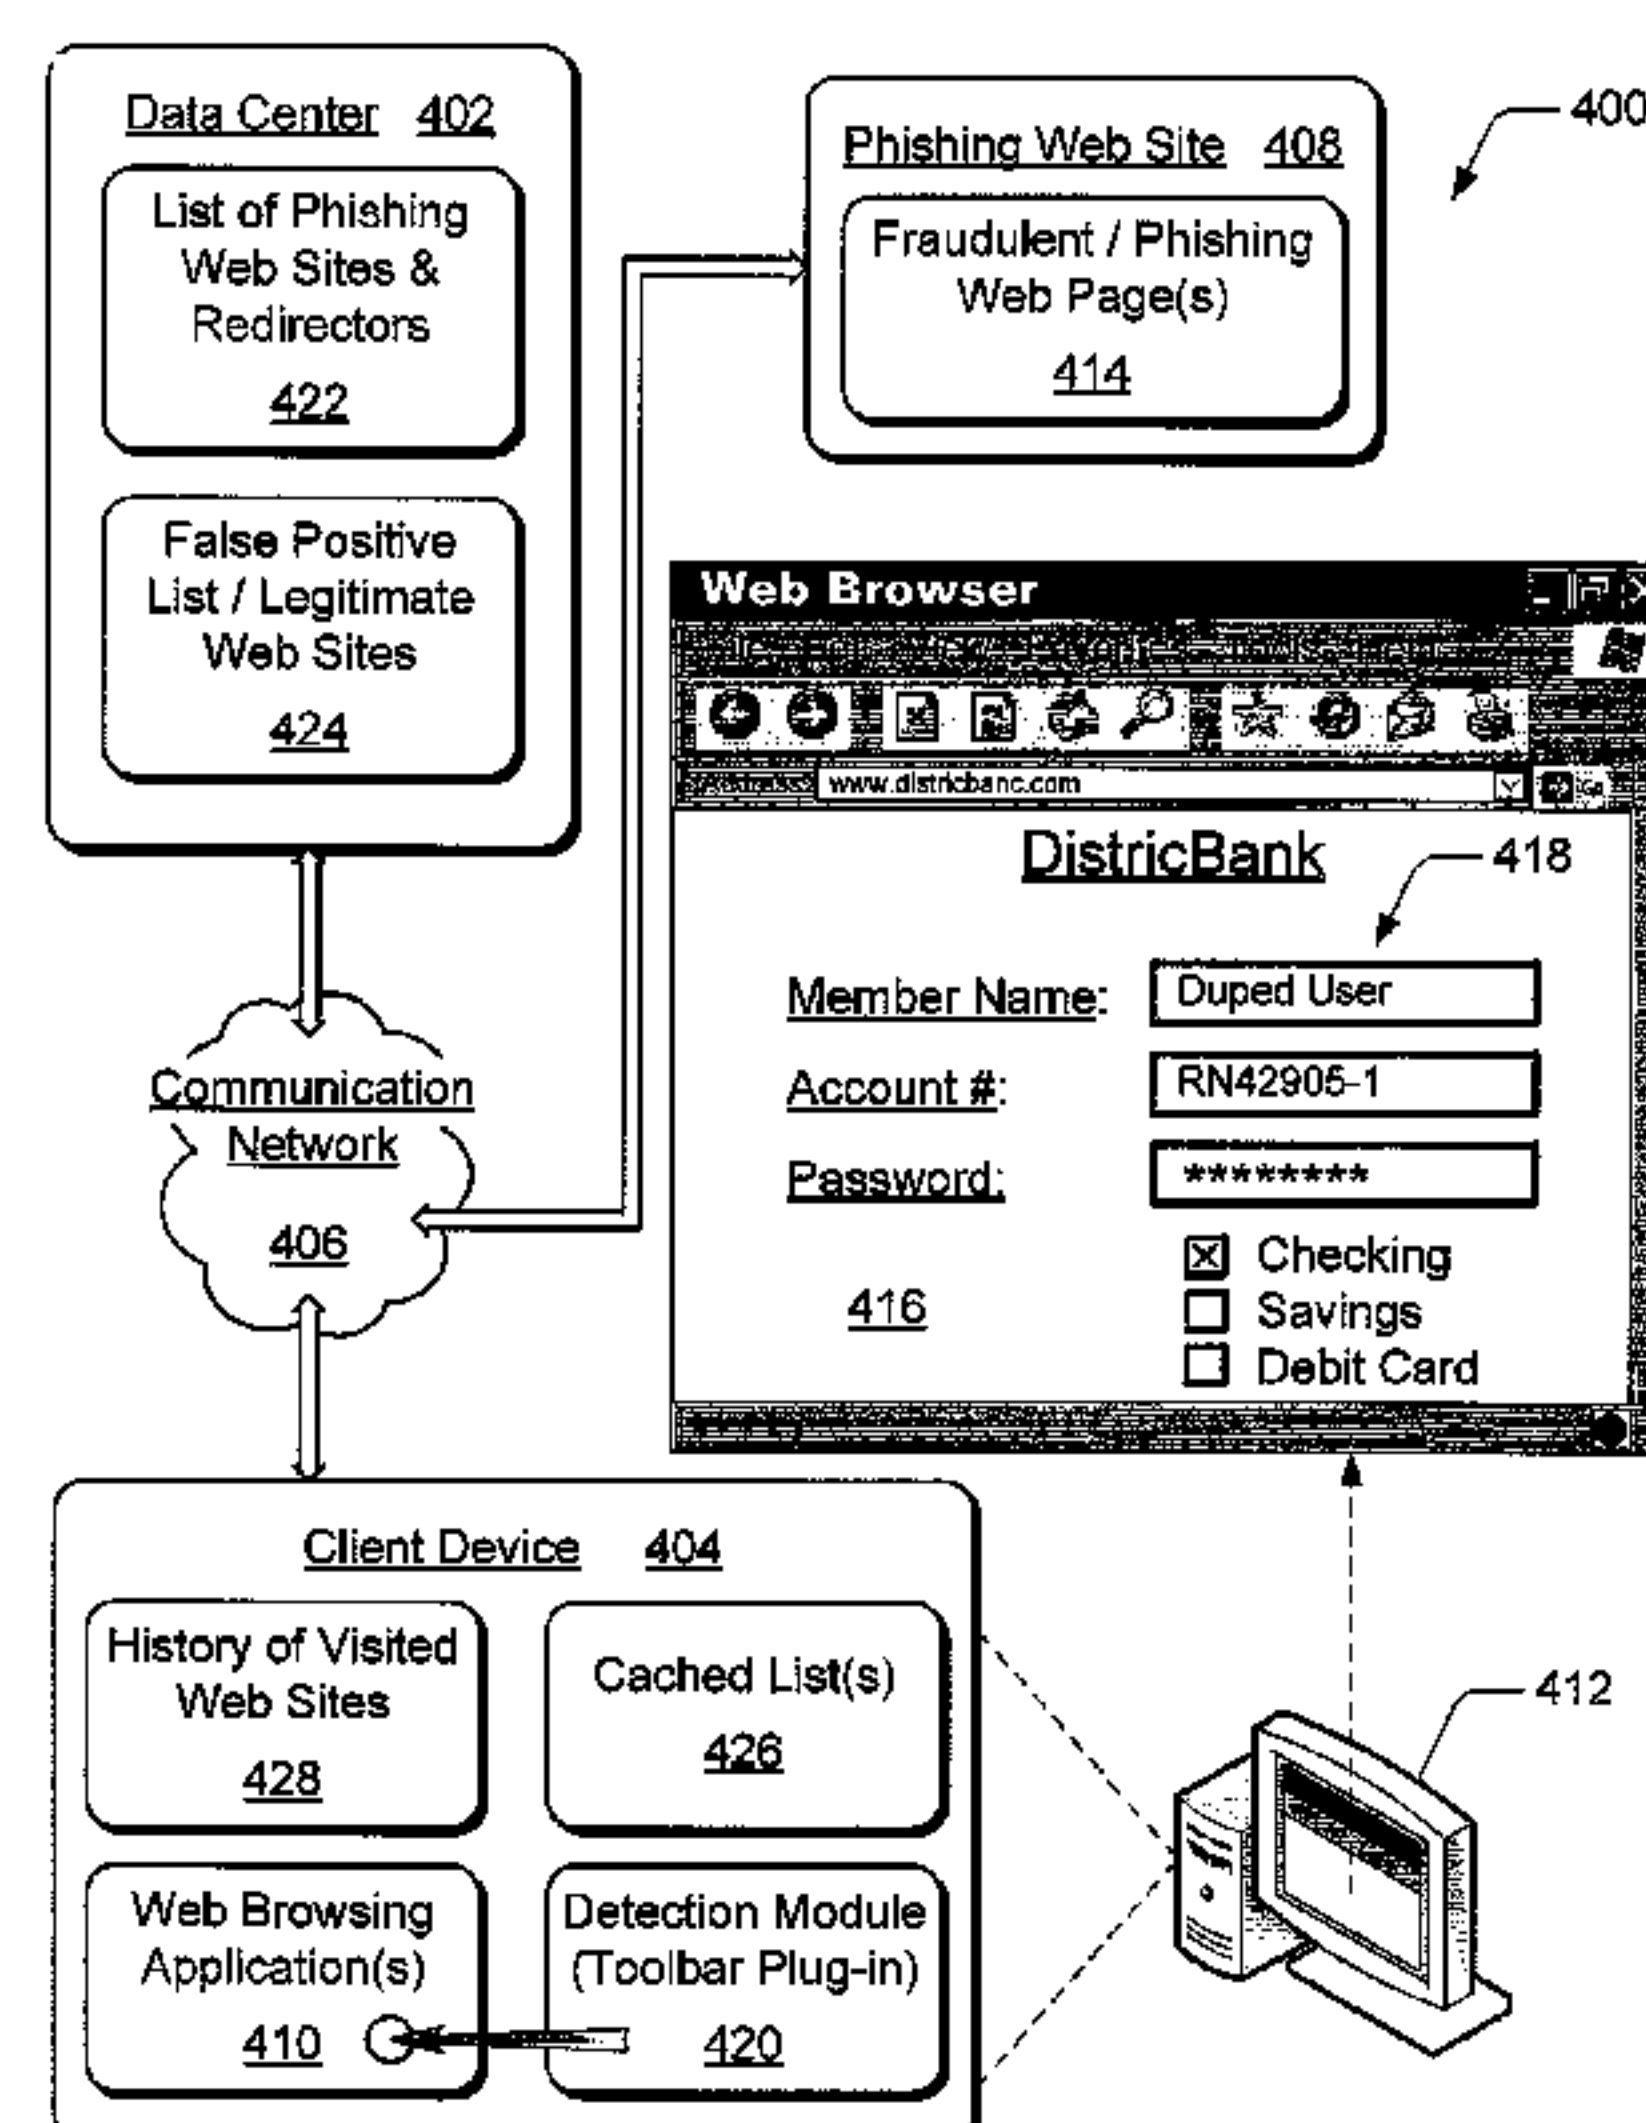 Data Center 402
List of Phishing
Web Sites &
Redirectors
422
False Positive
List / Legitimate
Web Sites
424
Phishing Web Site 408
Fraudulent / Phishing
Web Page(s)
414
400
Web Browser
www.districbanc.com
DistricBank
418
Member Name: Duped User
Account #: RN42905-1
Password: ********
Checking
Savings
Debit Card
416
Communication
Network
406
Client Device 404
History of Visited
Web Sites
428
Cached List(s)
426
Web Browsing
Application(s)
410
Detection Module
(Toolbar Plug-in)
420
412